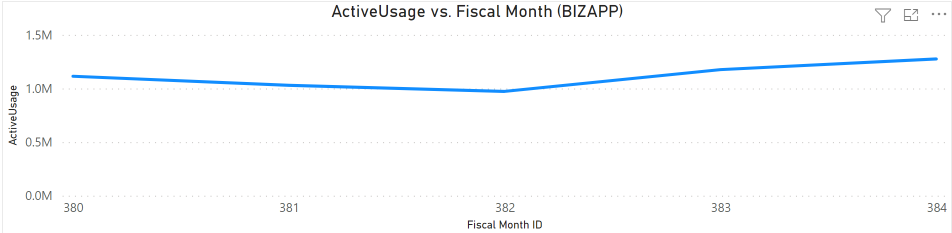 ActiveUsage vs. Fiscal Month (BIZAPP)
1.5M
1.0M
0.5M
0.0M
ActiveUsage
380 381 382 383 384
Fiscal Month ID